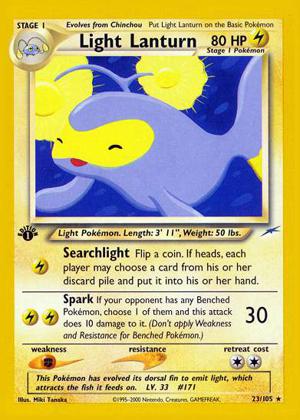 STAGE 1 Evolves from Chinchou Put Light Lanturn on the Basic Pokémon
Light Lanturn 80 HP
Stage 1 Pokémon
EDITION
1
Light Pokémon. Length: 3' 11", Weight: 50 lbs.
Searchlight Flip a coin. If heads, each
player may choose a card from his or her
discard pile and put it into his or her hand.
Spark If your opponent has any Benched
Pokémon, choose 1 of them and this attack
does 10 damage to it. (Don't apply Weakness
and Resistance for Benched Pokémon.)
30
weakness resistance retreat cost
This Pokémon has evolved its dorsal fin to emit light, which
attracts the fish it feeds on. LV. 33 #171
Illus. Miki Tanaka ©1995-2000 Nintendo, Creatures, GAMEFREAK. 23/105